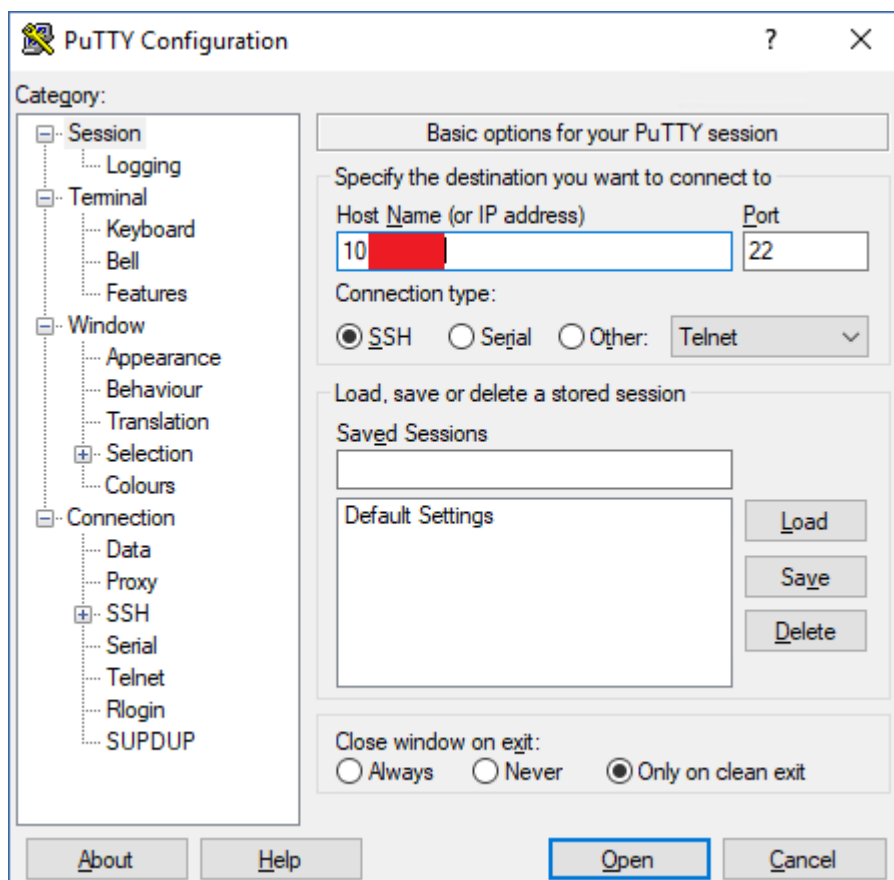 PuTTY Configuration
?
Category:
Session
Logging
Terminal
Keyboard
Bell
Features
Window
Appearance
Behaviour
Translation
Selection
Colours
Connection
Data
Proxy
SSH
Serial
Telnet
Rlogin
SUPDUP
Basic options for your PuTTY session
Specify the destination you want to connect to
Host Name (or IP address) Port
10 22
Connection type:
SSH Serial Other: Telnet
Load, save or delete a stored session
Saved Sessions
Default Settings
Load
Save
Delete
Close window on exit:
Always Never Only on clean exit
About Help Open Cancel